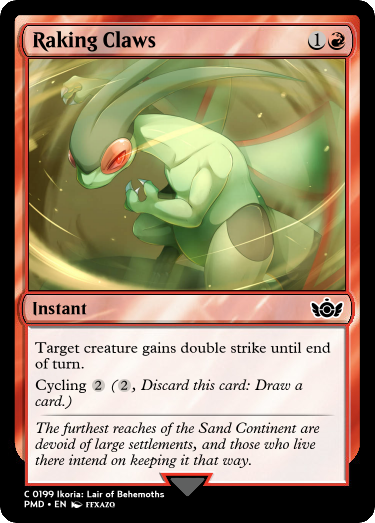 Raking Claws 1
Instant
Target creature gains double strike until end
of turn.
Cycling 2 (2, Discard this card: Draw a
card.)
The furthest reaches of the Sand Continent are
devoid of large settlements, and those who live
there intend on keeping it that way.
C 0199 Ikoria: Lair of Behemoths
PMD • EN FFXAZO